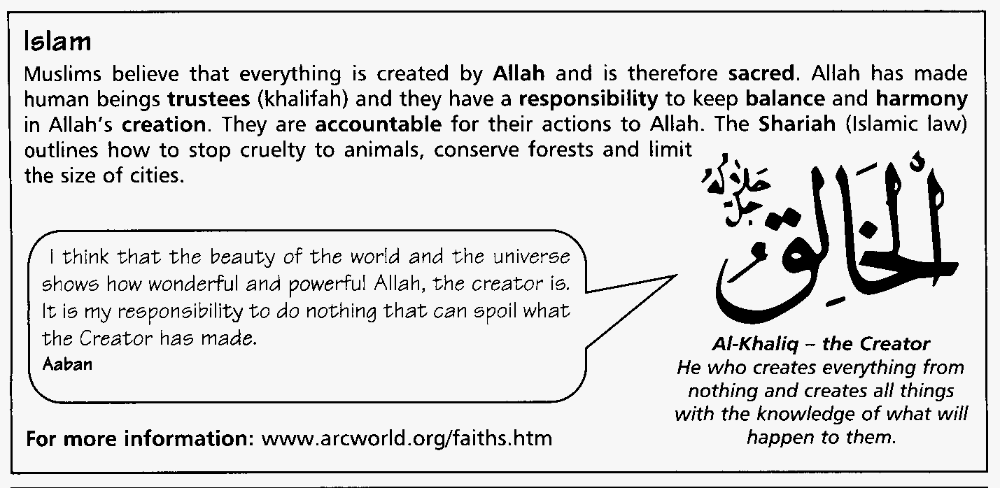 Islam
Muslims believe that everything is created by Allah and is therefore sacred. Allah has made
human beings trustees (khalifah) and they have a responsibility to keep balance and harmony
in Allah's creation. They are accountable for their actions to Allah. The Shariah (Islamic law)
outlines how to stop cruelty to animals, conserve forests and limit
the size of cities.
I think that the beauty of the world and the universe
shows how wonderful and powerful Allah, the creator is.
It is my responsibility to do nothing that can spoil what
the Creator has made.
Aaban
الْخَالِقُ
جل جلاله
Al-Khaliq – the Creator
He who creates everything from
nothing and creates all things
with the knowledge of what will
happen to them.
For more information: www.arcworld.org/faiths.htm